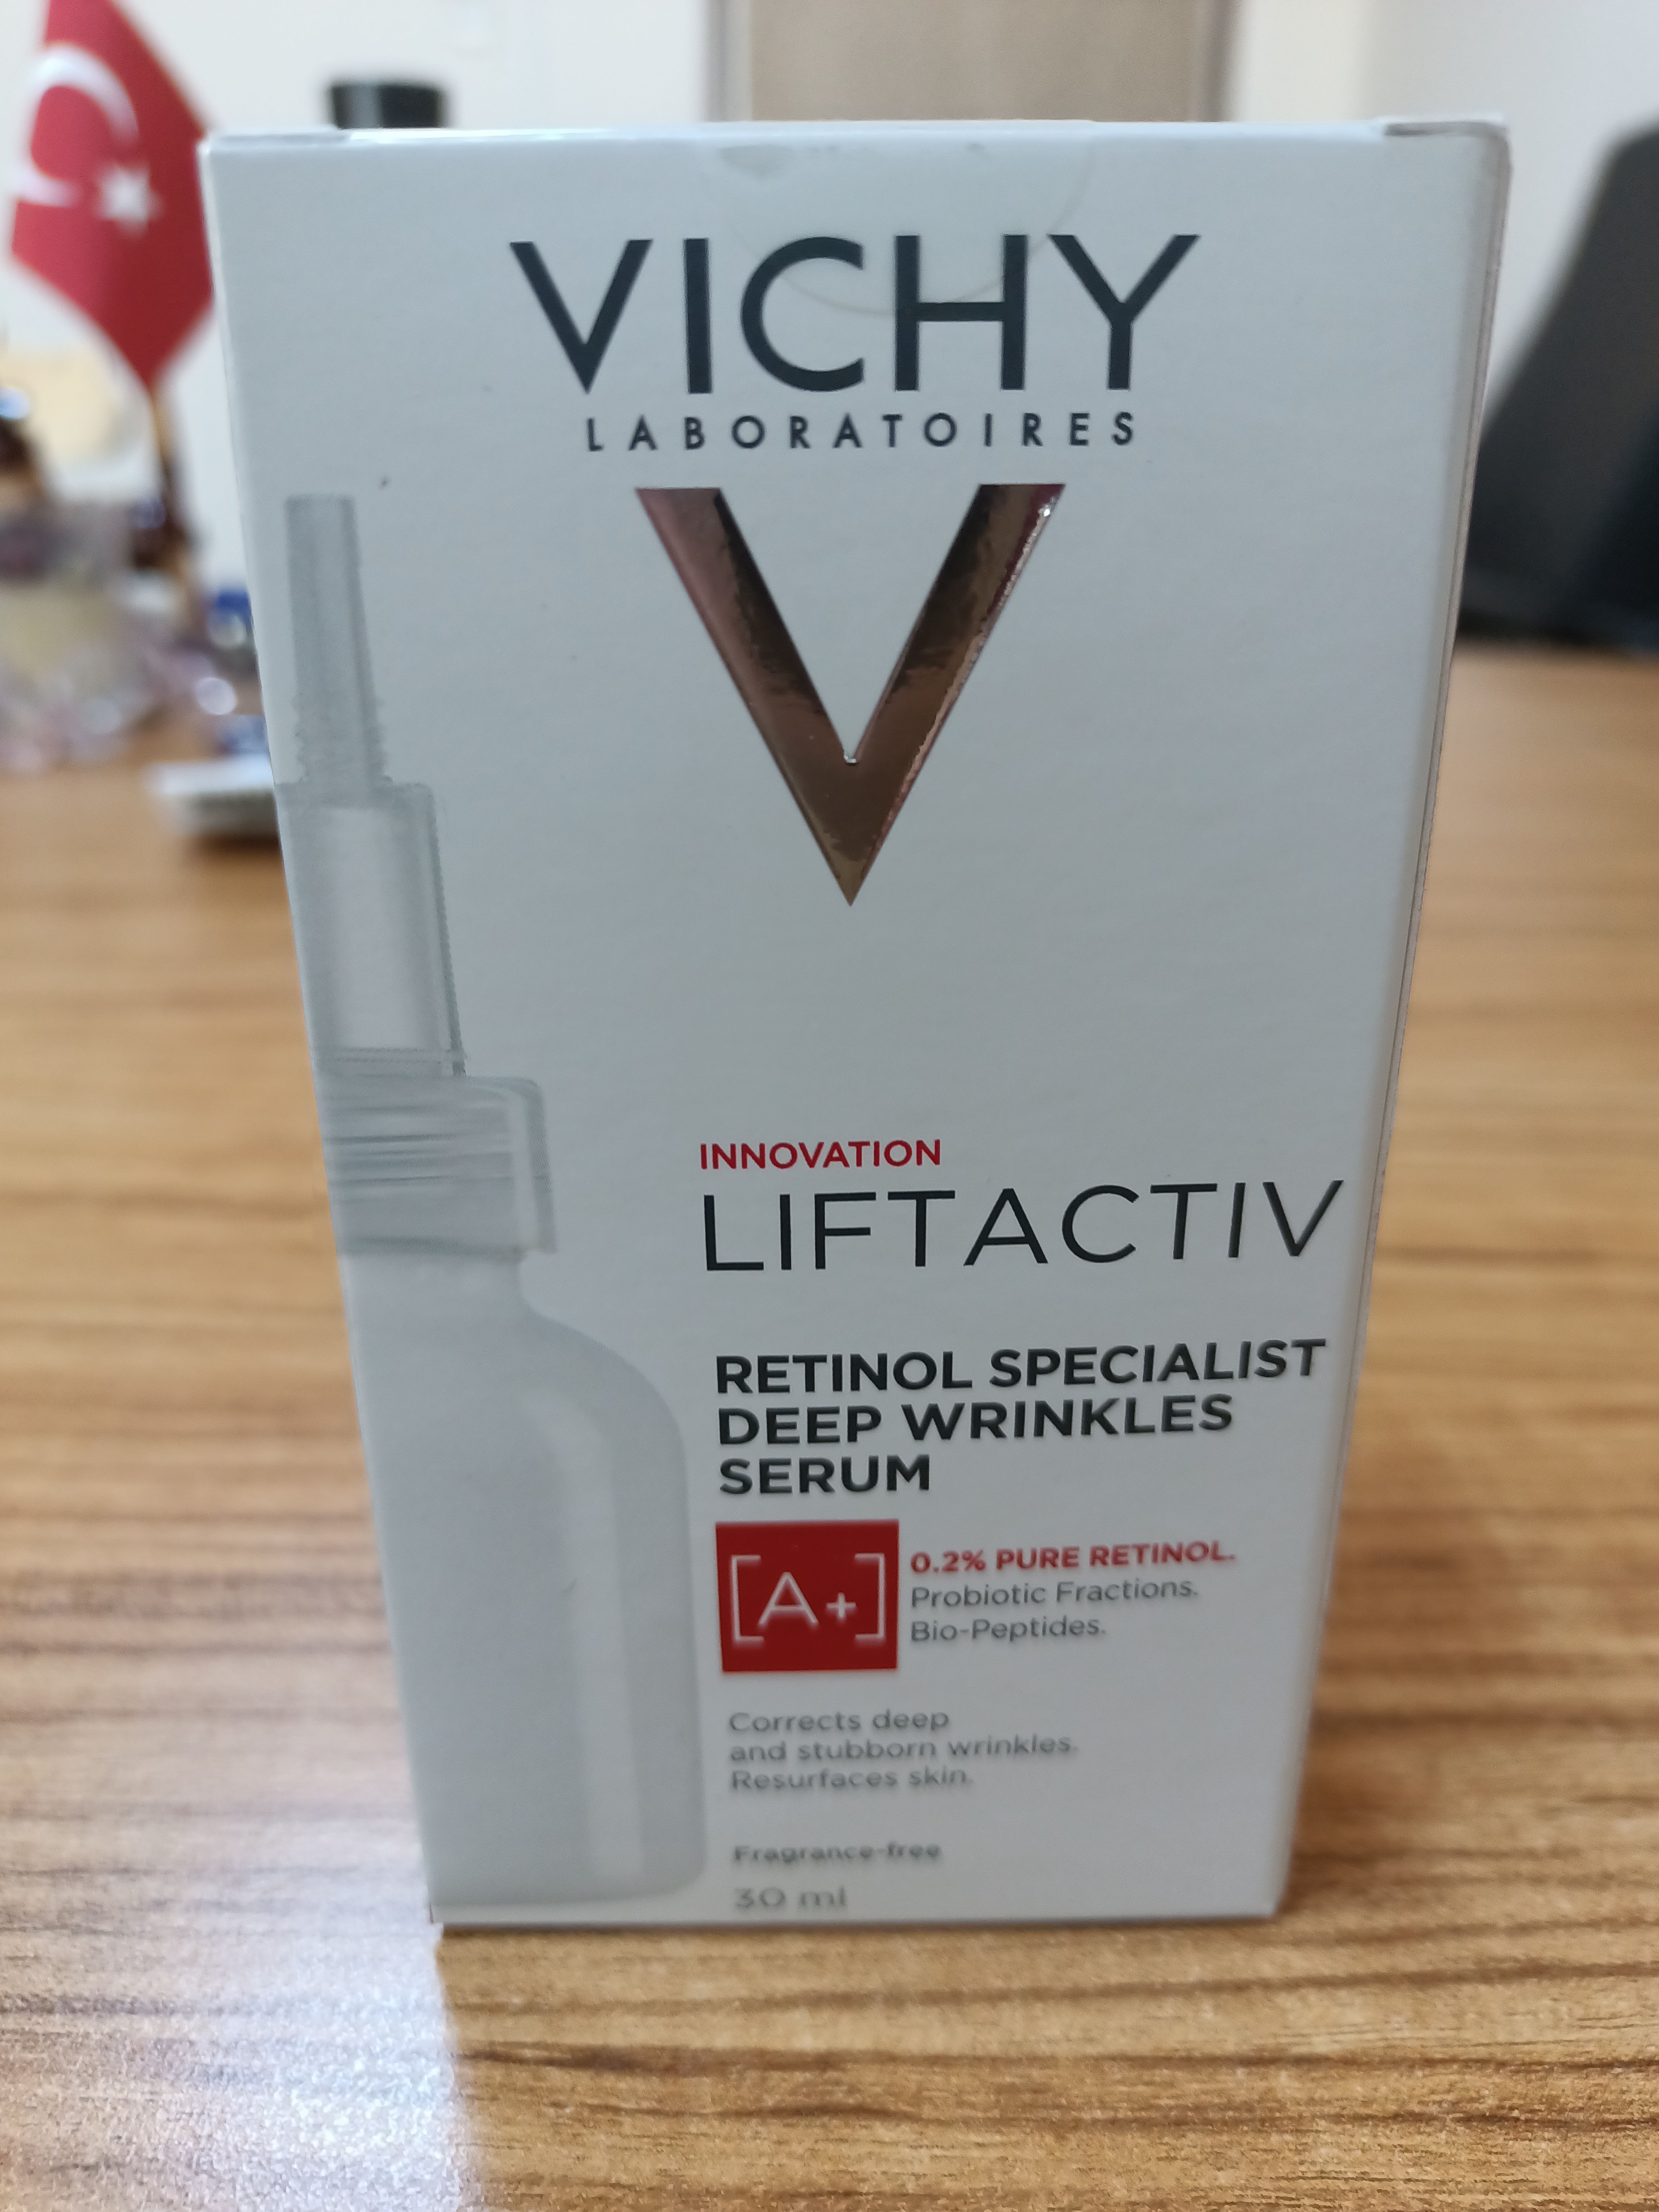 VICHY
LABORATOIRES
V
INNOVATION
LIFTACTIV
RETINOL SPECIALIST
DEEP WRINKLES
SERUM
[A+]
0.2% PURE RETINOL.
Probiotic Fractions.
Bio-Peptides.
Corrects deep
and stubborn wrinkles.
Resurfaces skin.
Fragrance-free
30 ml